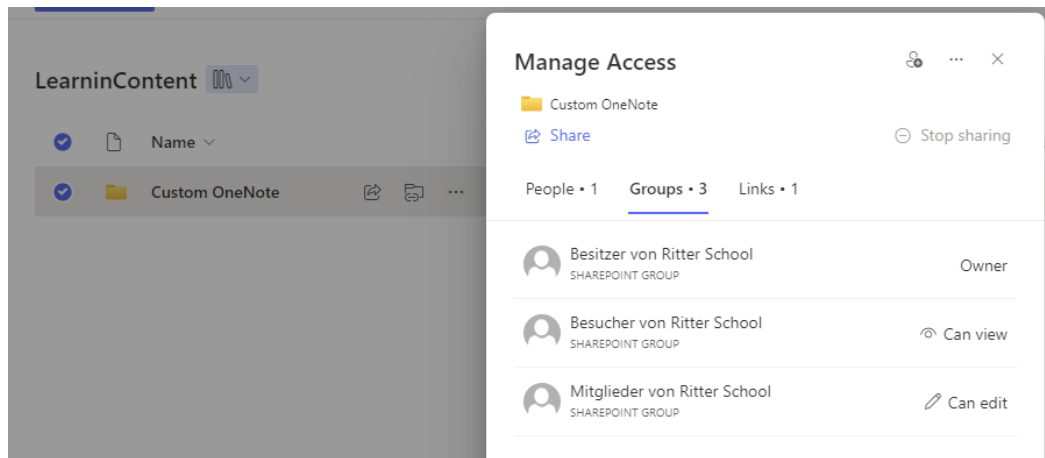 LearninContent
Name
Custom OneNote
Manage Access
Custom OneNote
Share
Stop sharing
People • 1 Groups • 3 Links • 1
Besitzer von Ritter School
SHAREPOINT GROUP
Owner
Besucher von Ritter School
SHAREPOINT GROUP
Can view
Mitglieder von Ritter School
SHAREPOINT GROUP
Can edit